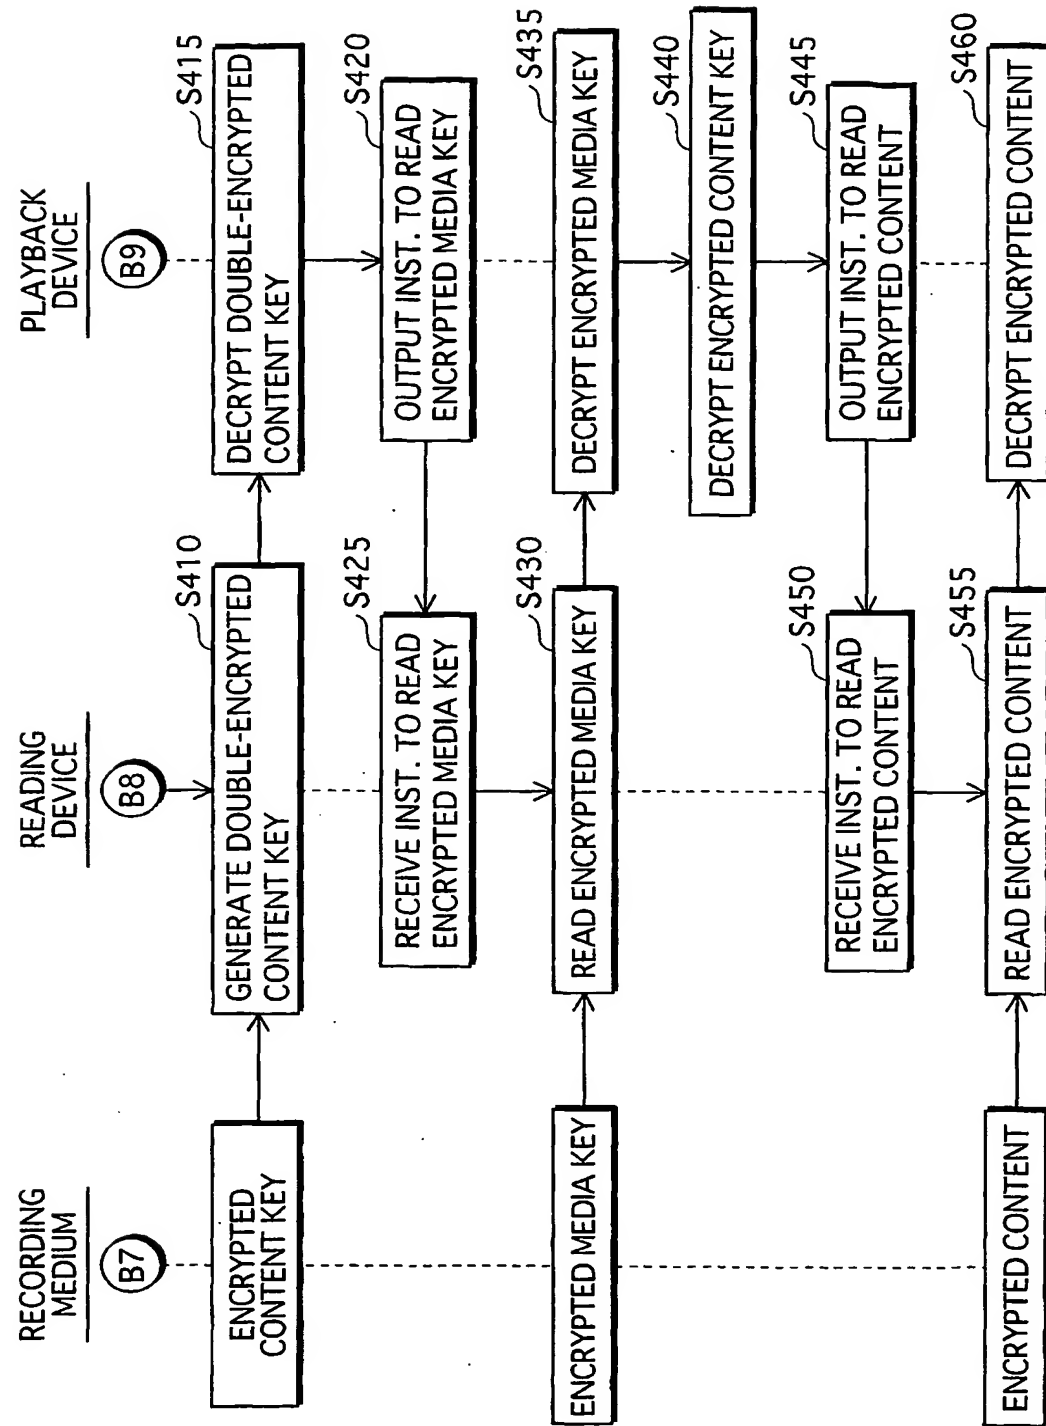 RECORDING
MEDIUM
READING
DEVICE
PLAYBACK
DEVICE
B7
B8
B9
ENCRYPTED
CONTENT KEY
S410
GENERATE DOUBLE-ENCRYPTED
CONTENT KEY
S415
DECRYPT DOUBLE-ENCRYPTED
CONTENT KEY
S420
OUTPUT INST. TO READ
ENCRYPTED MEDIA KEY
S425
RECEIVE INST. TO READ
ENCRYPTED MEDIA KEY
ENCRYPTED MEDIA KEY
S430
READ ENCRYPTED MEDIA KEY
S435
DECRYPT ENCRYPTED MEDIA KEY
S440
DECRYPT ENCRYPTED CONTENT KEY
S445
OUTPUT INST. TO READ
ENCRYPTED CONTENT
S450
RECEIVE INST. TO READ
ENCRYPTED CONTENT
ENCRYPTED CONTENT
S455
READ ENCRYPTED CONTENT
S460
DECRYPT ENCRYPTED CONTENT